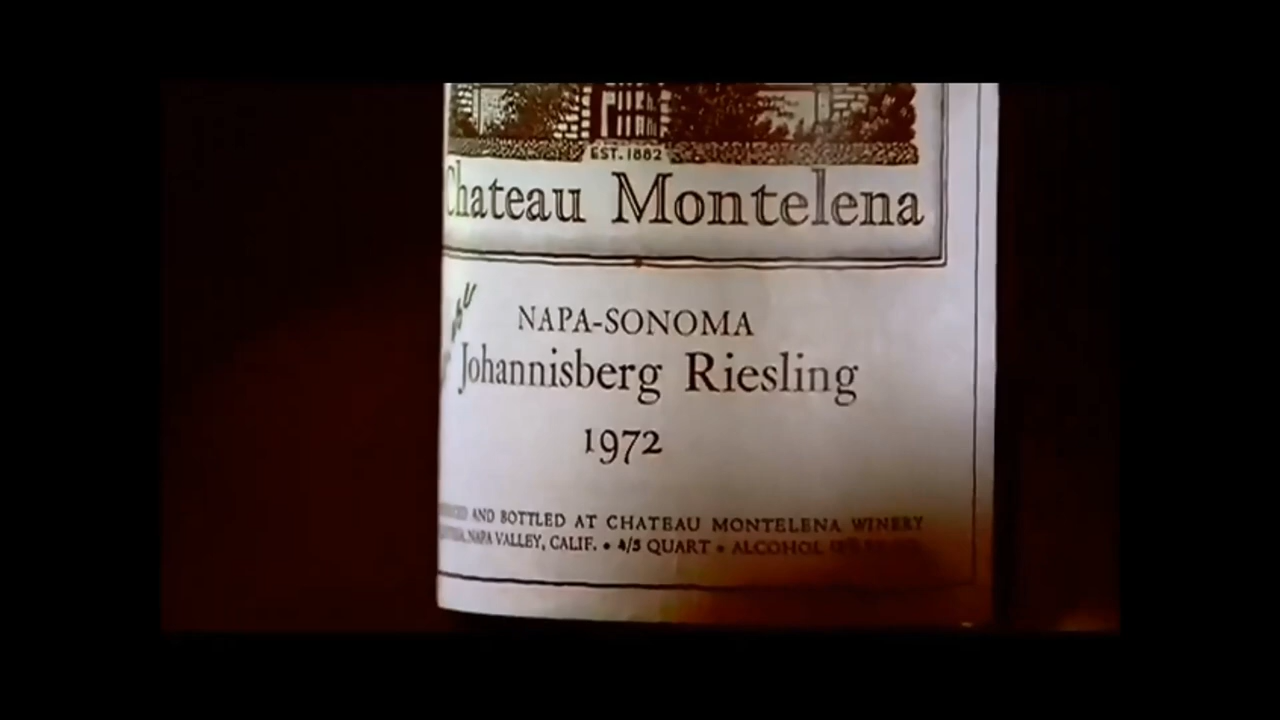 EST. 1882
Chateau Montelena
NAPA-SONOMA
Johannisberg Riesling
1972
AND BOTTLED AT CHATEAU MONTELENA WINERY
NAPA VALLEY, CALIF. • 4/5 QUART • ALCOHOL